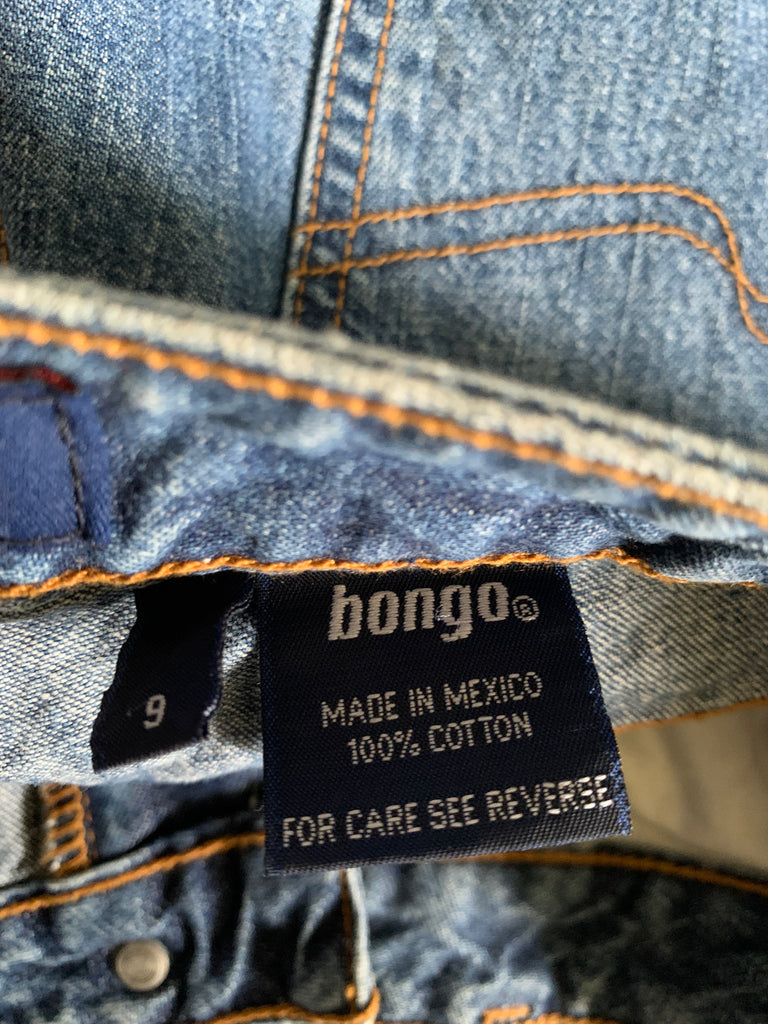 bongo®
MADE IN MEXICO
100% COTTON
FOR CARE SEE REVERSE
9